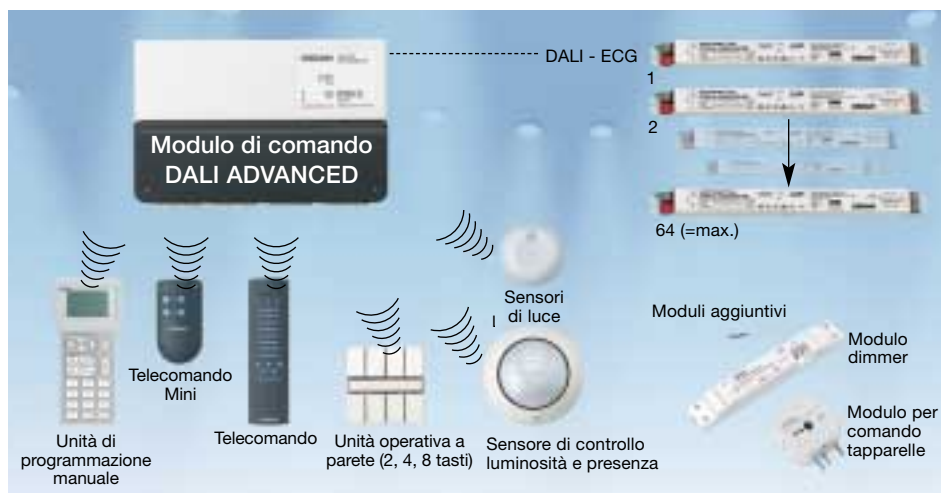 DALI - ECG
1
2
64 (=max.)
Modulo di comando
DALI ADVANCED
Sensori
di luce
Moduli aggiuntivi
Modulo
dimmer
Modulo per
comando
tapparelle
Telecomando
Mini
Telecomando
Unità di
programmazione
manuale
Unità operativa a
parete (2, 4, 8 tasti)
Sensore di controllo
luminosità e presenza